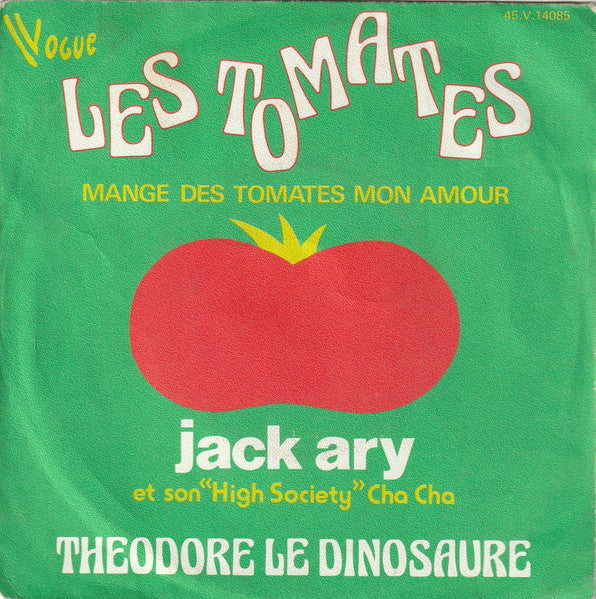 Vogue
45.V.14085
LES TOMATES
MANGE DES TOMATES MON AMOUR
jack ary
et son "High Society" Cha Cha
THEODORE LE DINOSAURE